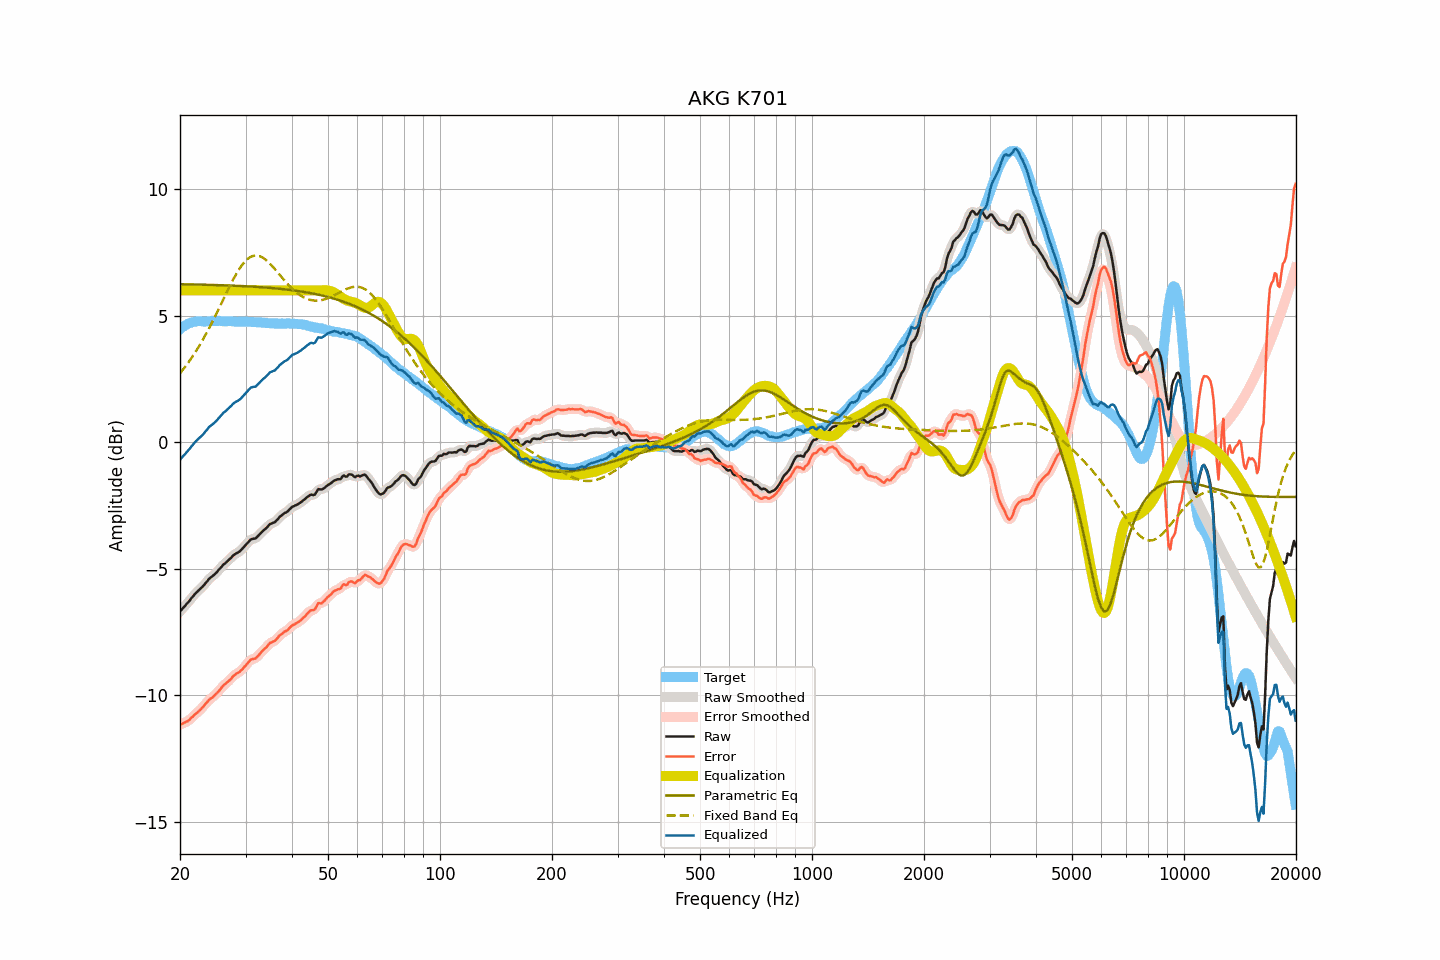 AKG K701
Amplitude (dBr)
10
5
0
−5
−10
−15
Target
Raw Smoothed
Error Smoothed
Raw
Error
Equalization
Parametric Eq
Fixed Band Eq
Equalized
20 50 100 200 500 1000 2000 5000 10000 20000
Frequency (Hz)